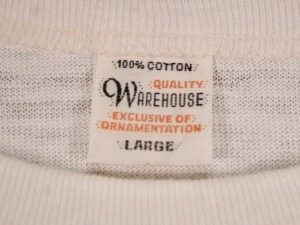 100% COTTON
QUALITY
WAREHOUSE
EXCLUSIVE OF
ORNAMENTATION
LARGE